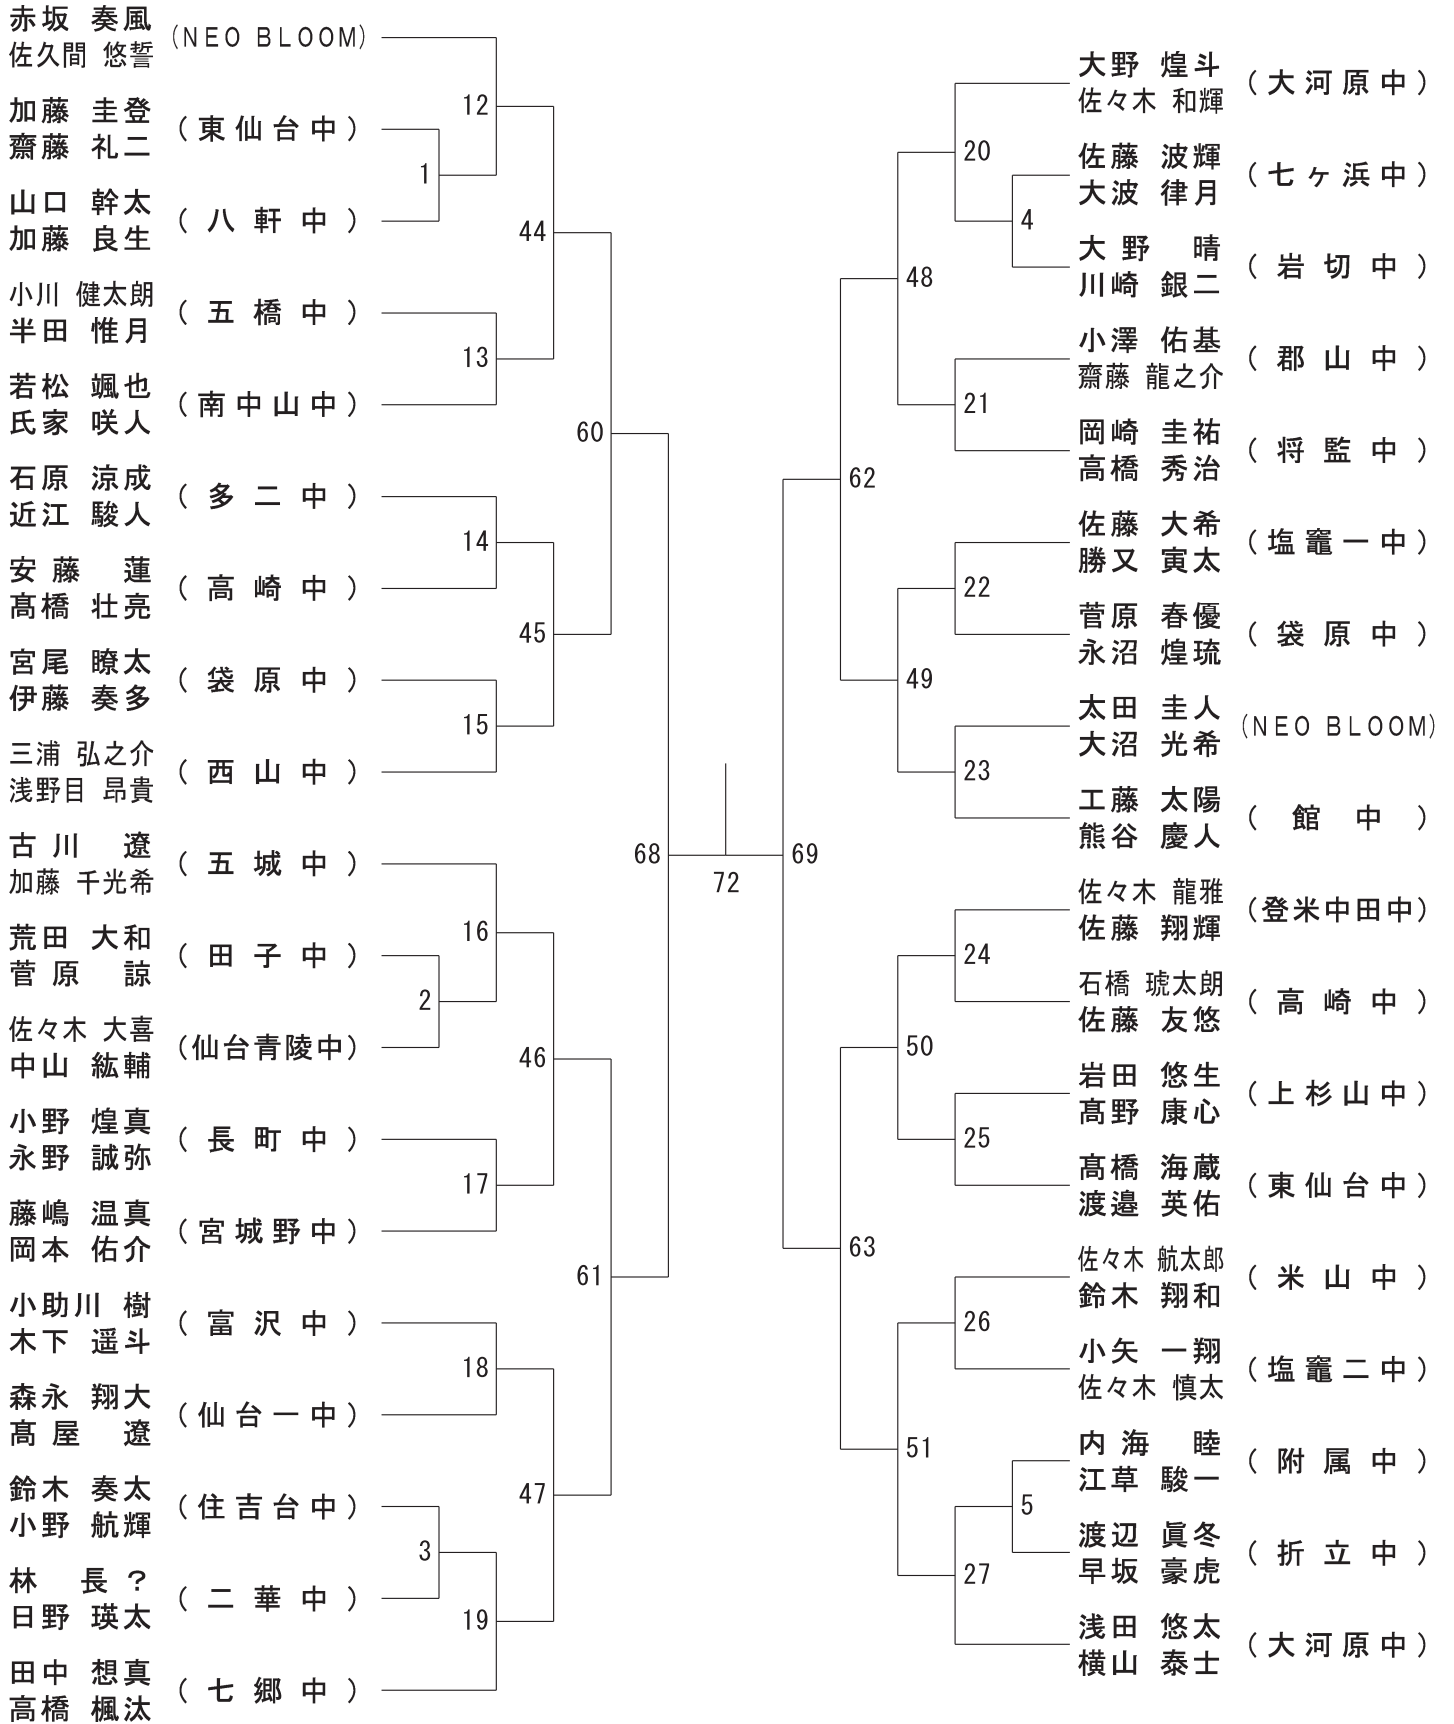 赤坂 奏風
佐久間 悠誓
(NEO BLOOM)
加藤 圭登
齋藤 礼二
(東仙台中)
山口 幹太
加藤 良生
(八軒中)
小川 健太朗
半田 惟月
(五橋中)
若松 颯也
氏家 咲人
(南中山中)
石原 涼成
近江 駿人
(多二中)
安藤 蓮
髙橋 壮亮
(高崎中)
宮尾 瞭太
伊藤 奏多
(袋原中)
三浦 弘之介
浅野目 昂貴
(西山中)
古川 遼
加藤 千光希
(五城中)
荒田 大和
菅原 諒
(田子中)
佐々木 大喜
中山 紘輔
(仙台青陵中)
小野 煌真
永野 誠弥
(長町中)
藤嶋 温真
岡本 佑介
(宮城野中)
小助川 樹
木下 遥斗
(富沢中)
森永 翔大
髙屋 遼
(仙台一中)
鈴木 奏太
小野 航輝
(住吉台中)
林 長?
日野 瑛太
(二華中)
田中 想真
高橋 楓汰
(七郷中)
12
1
44
13
60
14
45
15
68
16
2
46
17
61
18
47
3
19
72
69
20
4
48
21
62
22
49
23
24
50
25
63
26
51
5
27
大野 煌斗
佐々木 和輝
(大河原中)
佐藤 波輝
大波 律月
(七ヶ浜中)
大野 晴
川崎 銀二
(岩切中)
小澤 佑基
齋藤 龍之介
(郡山中)
岡崎 圭祐
高橋 秀治
(将監中)
佐藤 大希
勝又 寅太
(塩竈一中)
菅原 春優
永沼 煌琉
(袋原中)
太田 圭人
大沼 光希
(NEO BLOOM)
工藤 太陽
熊谷 慶人
(館中)
佐々木 龍雅
佐藤 翔輝
(登米中田中)
石橋 琥太朗
佐藤 友悠
(高崎中)
岩田 悠生
髙野 康心
(上杉山中)
髙橋 海蔵
渡邉 英佑
(東仙台中)
佐々木 航太郎
鈴木 翔和
(米山中)
小矢 一翔
佐々木 慎太
(塩竈二中)
内海 睦
江草 駿一
(附属中)
渡辺 眞冬
早坂 豪虎
(折立中)
浅田 悠太
横山 泰士
(大河原中)